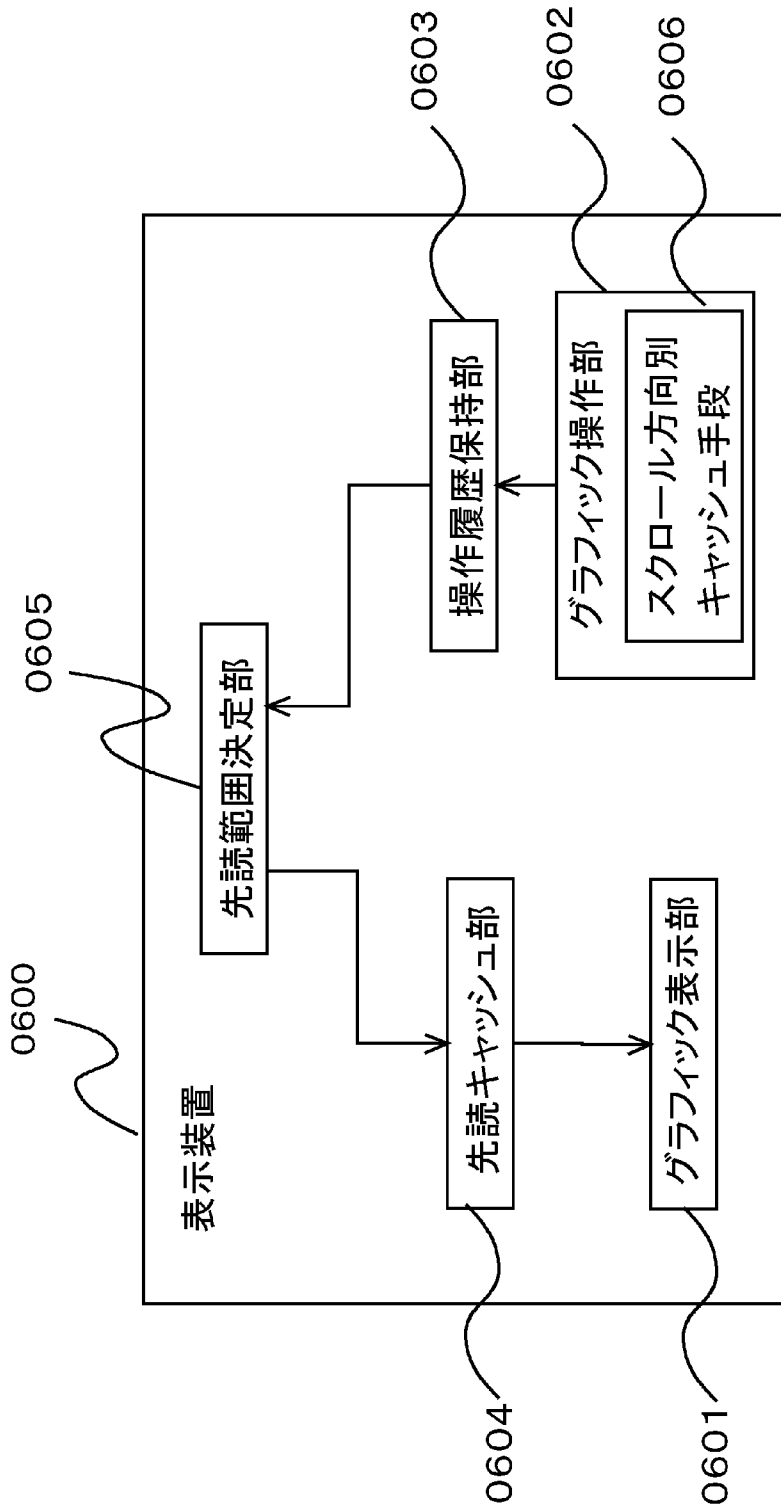 0600
0605
表示装置
先読範囲決定部
0603
先読キャッシュ部
操作履歴保持部
0604
0602
グラフィック表示部
グラフィック操作部
スクロール方向別
キャッシュ手段
0601
0606